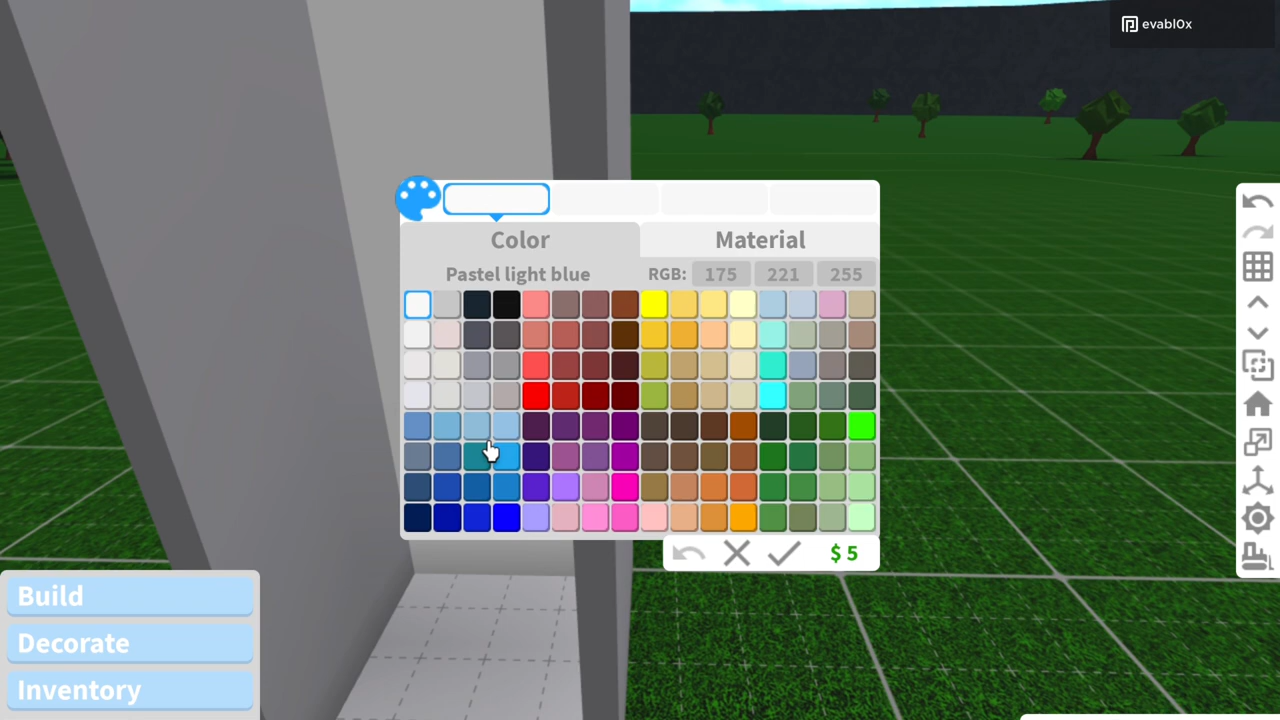 evabl0x
Color
Material
Pastel light blue
RGB: 175 221 255
$ 5
Build
Decorate
Inventory